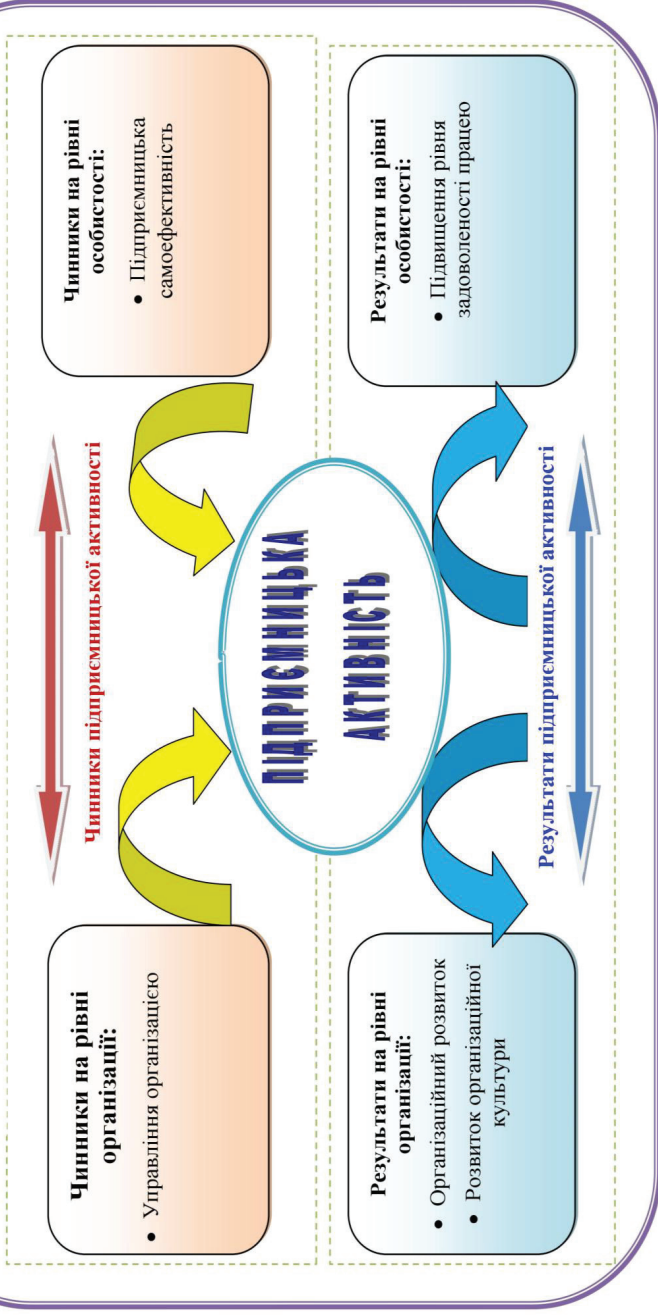 Чинники підприємницької активності
Чинники на рівні
організації:
• Управління організацією
Чинники на рівні
особистості:
• Підприємницька
самоефективність
ПІДПРИЄМНИЦЬКА
АКТИВНІСТЬ
Результати на рівні
організації:
• Організаційний розвиток
• Розвиток організаційної
культури
Результати на рівні
особистості:
• Підвищення рівня
задоволеності працею
Результати підприємницької активності